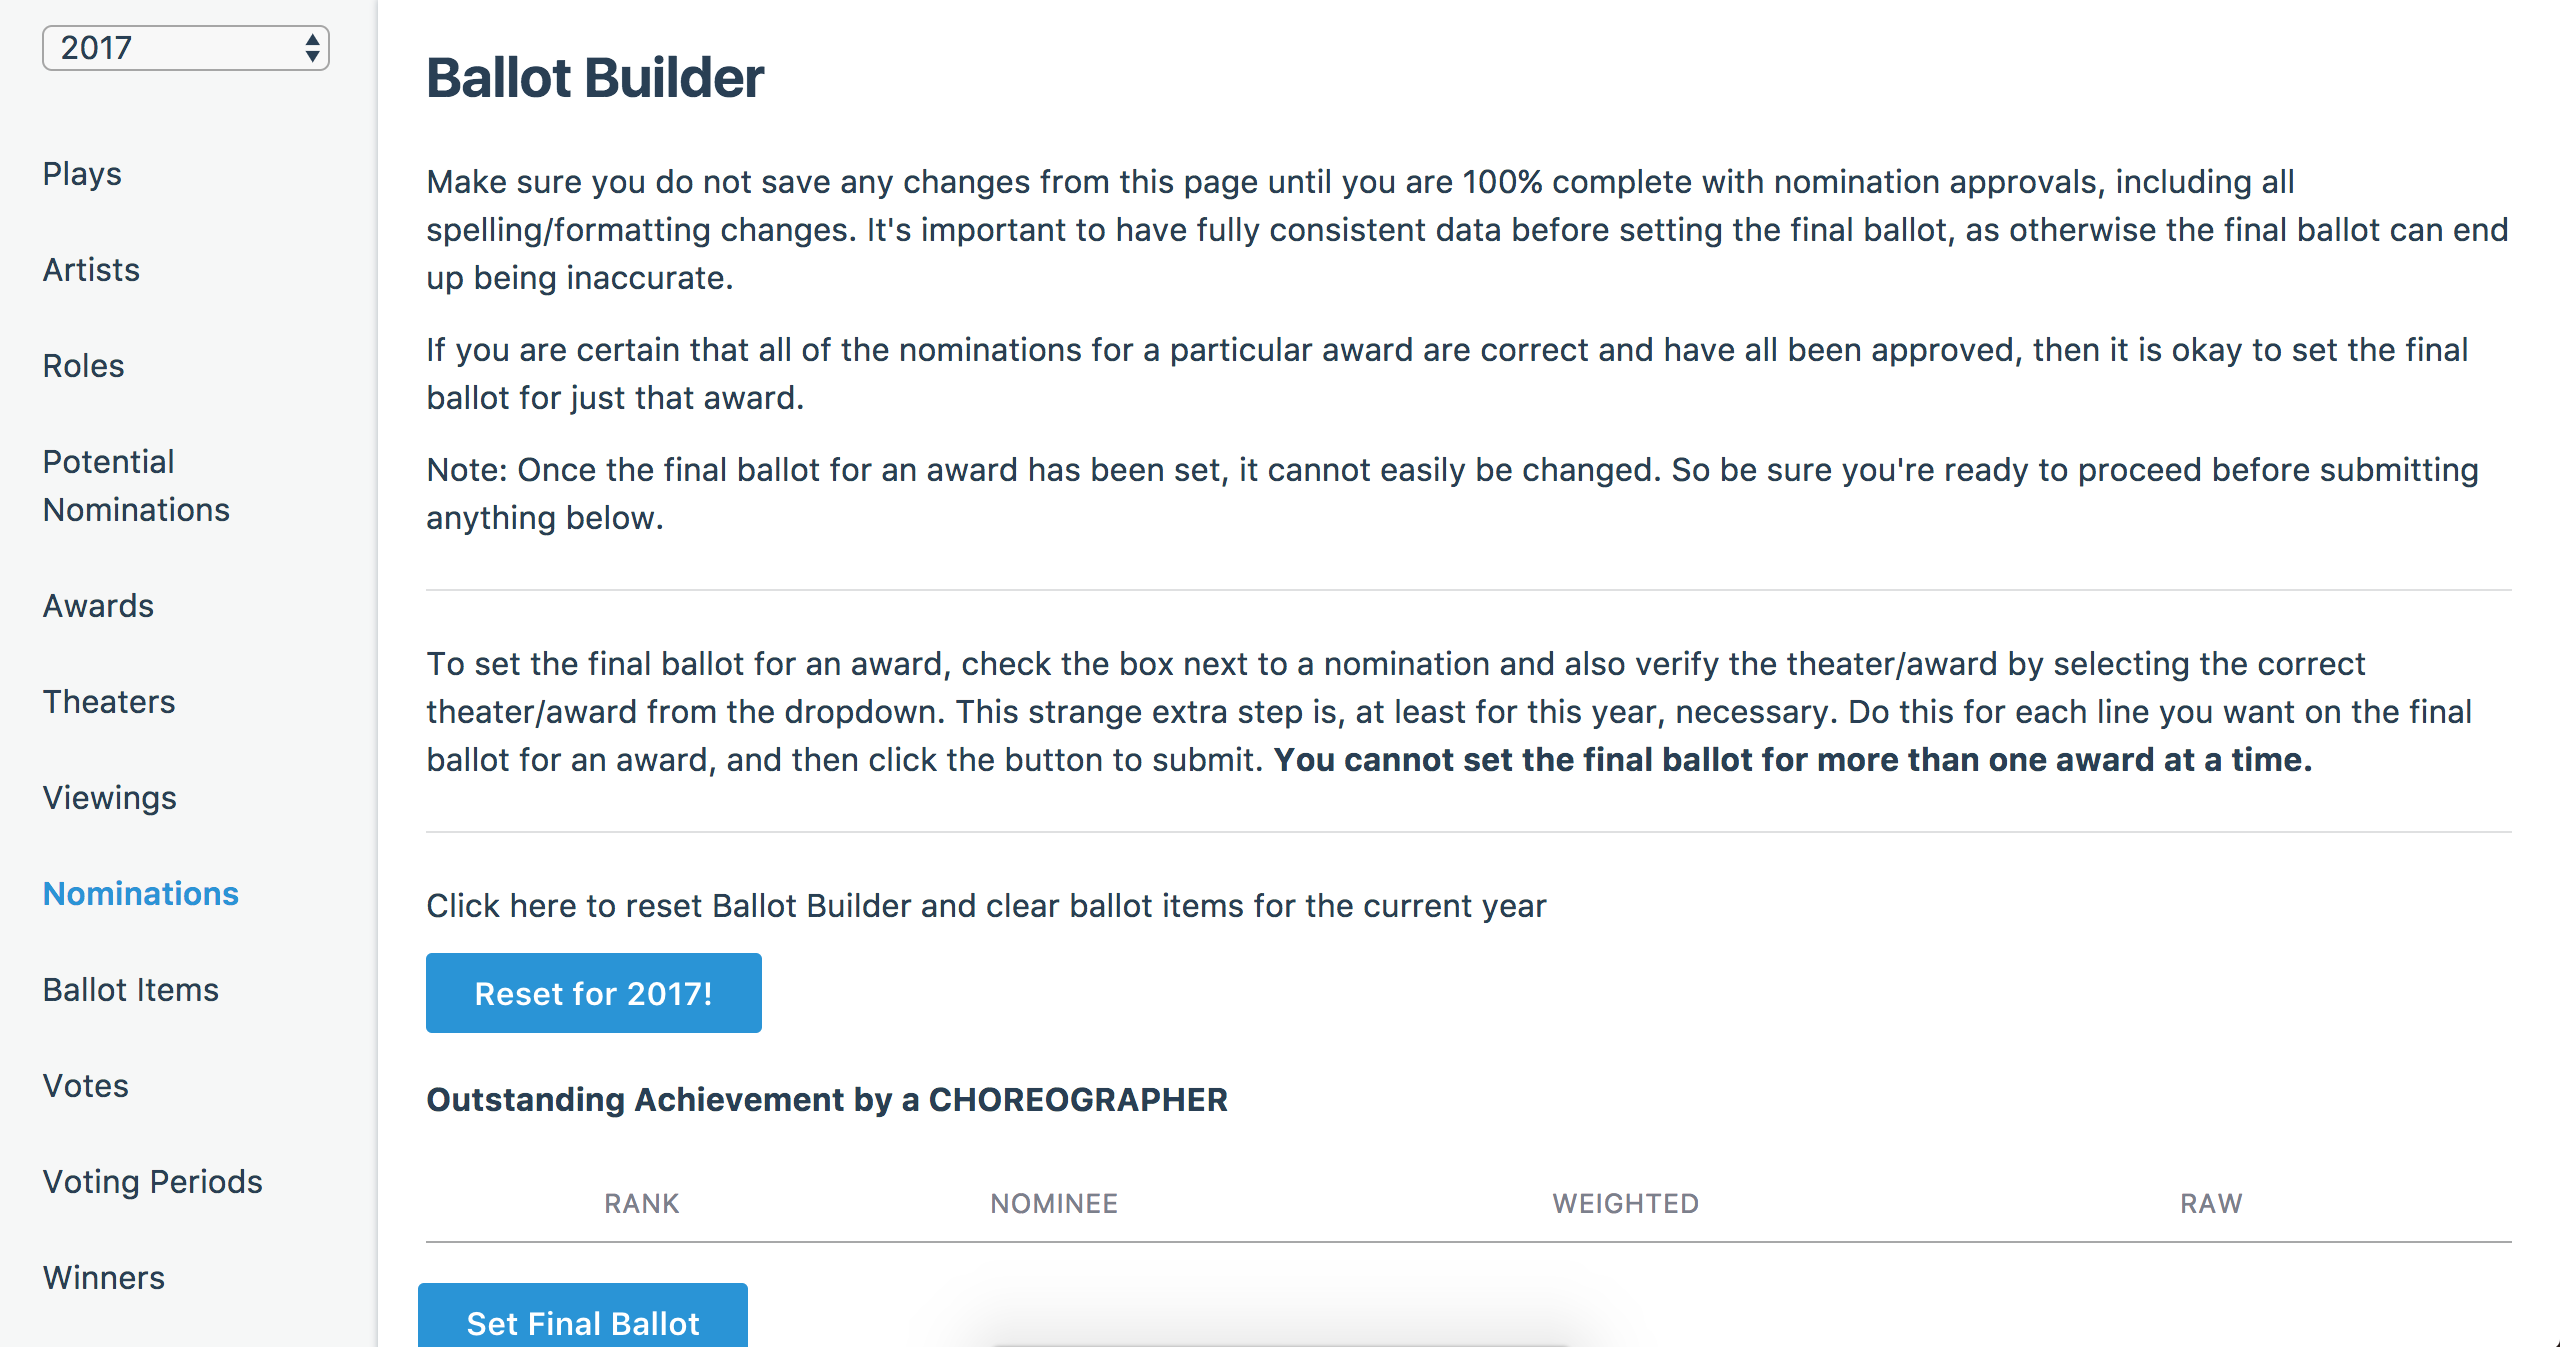 2017
Plays
Artists
Roles
Potential
Nominations
Awards
Theaters
Viewings
Nominations
Ballot Items
Votes
Voting Periods
Winners
Ballot Builder
Make sure you do not save any changes from this page until you are 100% complete with nomination approvals, including all
spelling/formatting changes. It's important to have fully consistent data before setting the final ballot, as otherwise the final ballot can end
up being inaccurate.
If you are certain that all of the nominations for a particular award are correct and have all been approved, then it is okay to set the final
ballot for just that award.
Note: Once the final ballot for an award has been set, it cannot easily be changed. So be sure you're ready to proceed before submitting
anything below.
To set the final ballot for an award, check the box next to a nomination and also verify the theater/award by selecting the correct
theater/award from the dropdown. This strange extra step is, at least for this year, necessary. Do this for each line you want on the final
ballot for an award, and then click the button to submit. You cannot set the final ballot for more than one award at a time.
Click here to reset Ballot Builder and clear ballot items for the current year
Reset for 2017!
Outstanding Achievement by a CHOREOGRAPHER
RANK NOMINEE WEIGHTED RAW
Set Final Ballot